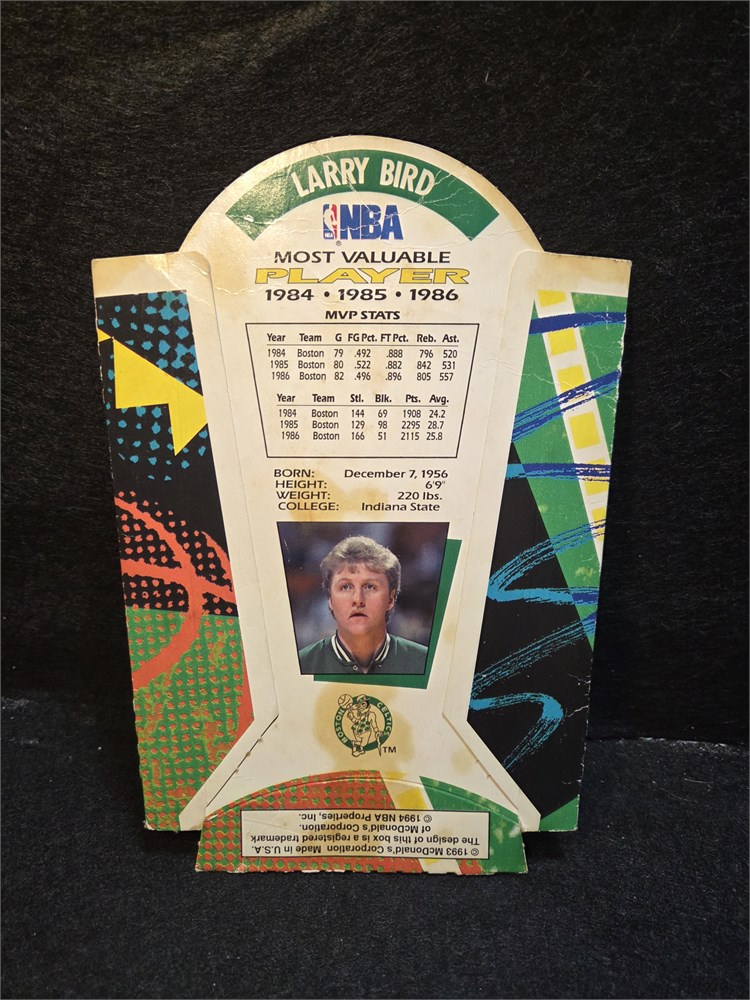 LARRY BIRD
NBA
NBA
®
MOST VALUABLE
PLAYER
1984 • 1985 • 1986
MVP STATS
Year Team G FG Pct. FT Pct. Reb. Ast.
1984 Boston 79 .492 .888 796 520
1985 Boston 80 .522 .882 842 531
1986 Boston 82 .496 .896 805 557
Year Team Stl. Blk. Pts. Avg.
1984 Boston 144 69 1908 24.2
1985 Boston 129 98 2295 28.7
1986 Boston 166 51 2115 25.8
BORN: December 7, 1956
HEIGHT: 6'9"
WEIGHT: 220 lbs.
COLLEGE: Indiana State
BOSTON CELTICS
TM
© 1993 McDonald's Corporation Made in U.S.A.
The design of this box is a registered trademark
of McDonald's Corporation.
© 1994 NBA Properties, Inc.